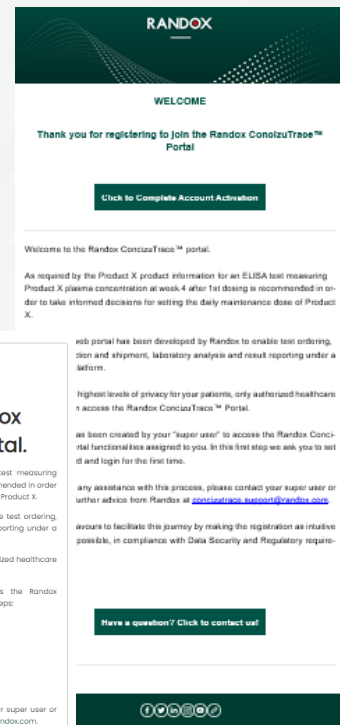 RANDOX
WELCOME
Thank you for registering to join the Randox ConcizuTrace™
Portal
Click to Complete Account Activation
Welcome to the Randox ConcizuTrace™ portal.
As required by the Product X product information for an ELISA test measuring
Product X plasma concentration at week 4 after 1st dosing is recommended in or-
der to take informed decisions for setting the daily maintenance dose of Product
X.
web portal has been developed by Randox to enable test ordering,
tion and shipment, laboratory analysis and result reporting under a
latform.
highest levels of privacy for your patients, only authorized healthcare
n access the Randox ConcizuTrace™ Portal.
as been created by your "super user" to access the Randox Conci-
rtal functionalities assigned to you. In this first step we ask you to set
d and login for the first time.
any assistance with this process, please contact your super user or
urther advice from Randox at concizutrace.support@randox.com.
avours to facilitate this journey by making the registration as intuitive
possible, in compliance with Data Security and Regulatory require-
Have a question? Click to contact us!
ox
tal.
test measuring
mended in order
Product X.
e test ordering,
porting under a
ized healthcare
s the Randox
eps:
r super user or
ndox.com.